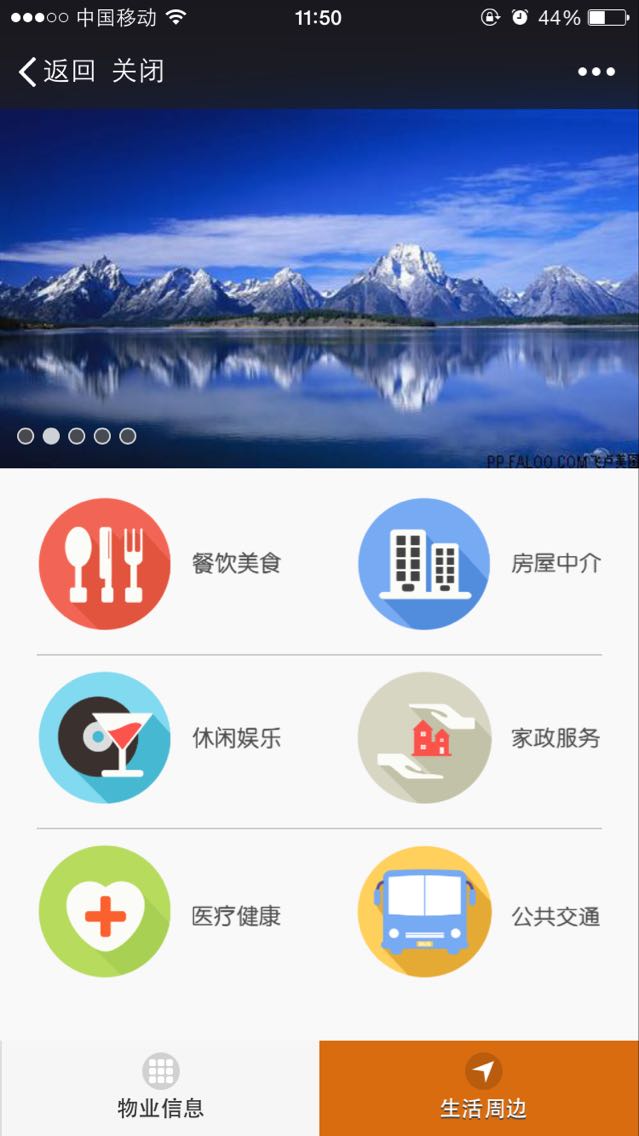 中国移动 11:50 44%
返回 关闭
PP.FALOO.COM飞卢美图
餐饮美食 房屋中介
休闲娱乐 家政服务
医疗健康 公共交通
物业信息 生活周边